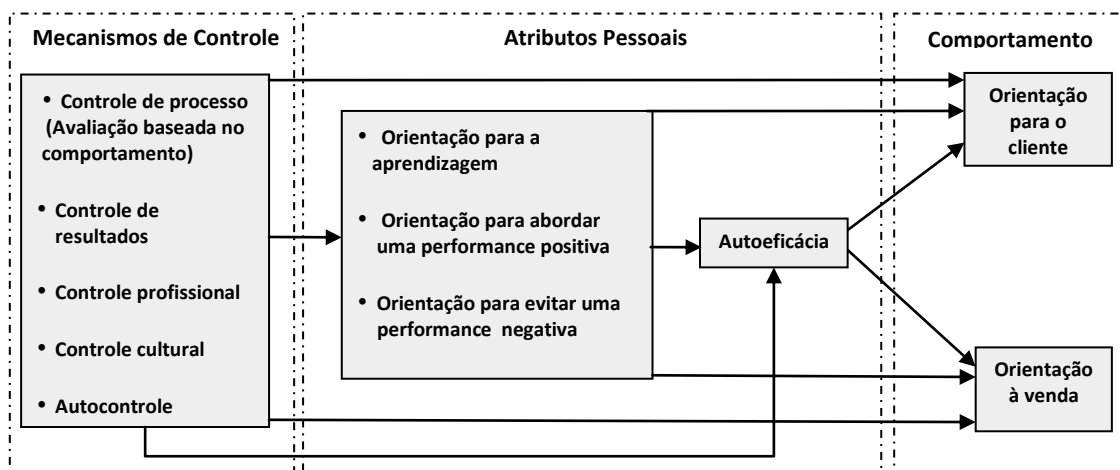 Mecanismos de Controle
Atributos Pessoais
Comportamento
• Controle de processo
(Avaliação baseada no
comportamento)
• Controle de
resultados
• Controle profissional
• Controle cultural
• Autocontrole
• Orientação para a
aprendizagem
• Orientação para abordar
uma performance positiva
• Orientação para evitar uma
performance negativa
Autoeficácia
Orientação
para o
cliente
Orientação
à venda